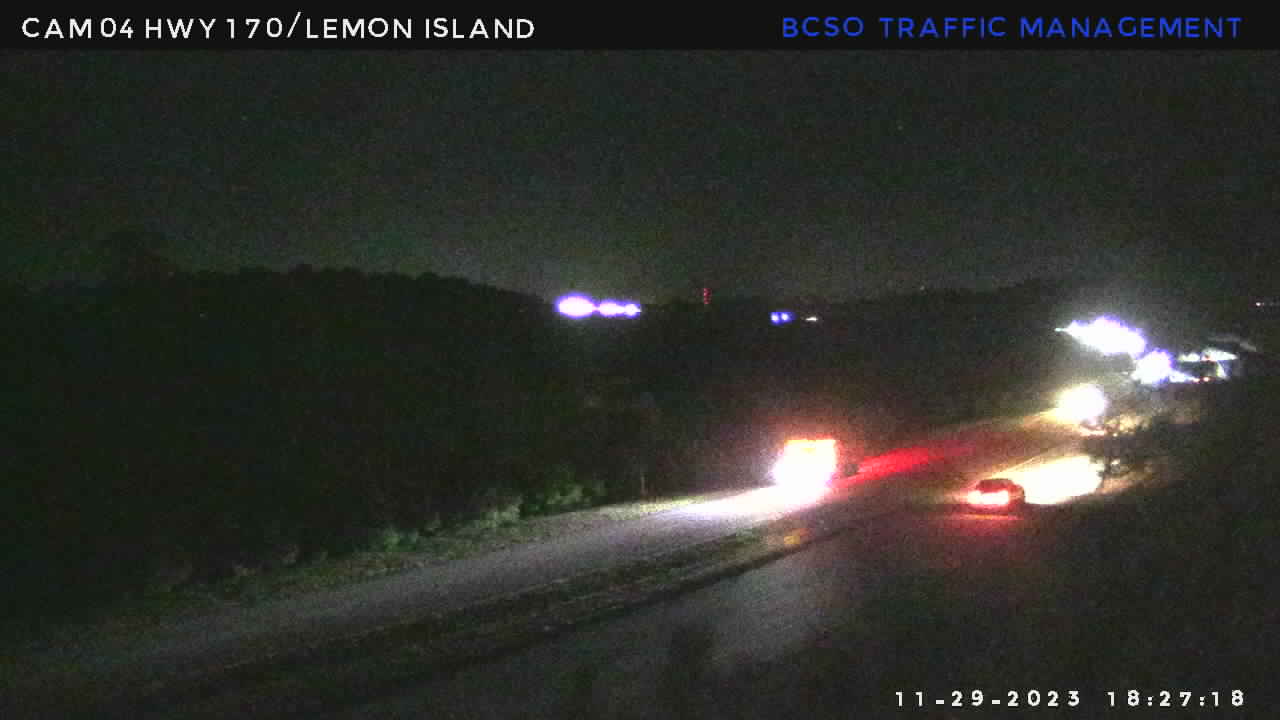 CAM04 HWY 170/LEMON ISLAND
BCSO TRAFFIC MANAGEMENT
11-29-2023 18:27:18